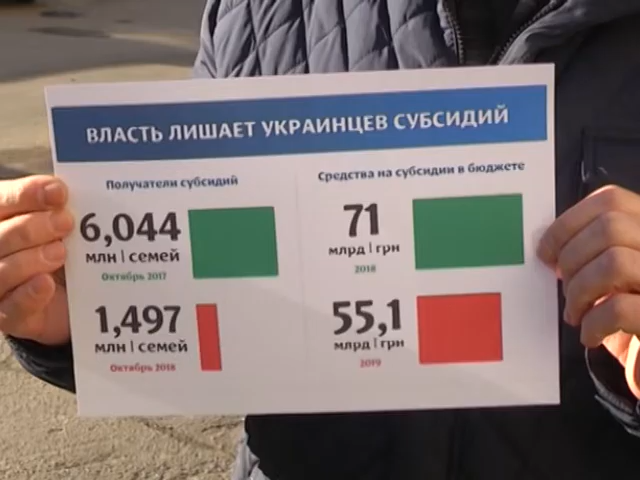 ВЛАСТЬ ЛИШАЕТ УКРАИНЦЕВ СУБСИДИЙ
Получатели субсидий
6,044
млн | семей
Октябрь 2017
1,497
млн | семей
Октябрь 2018
Средства на субсидии в бюджете
71
млрд | грн
2018
55,1
млрд | грн
2019